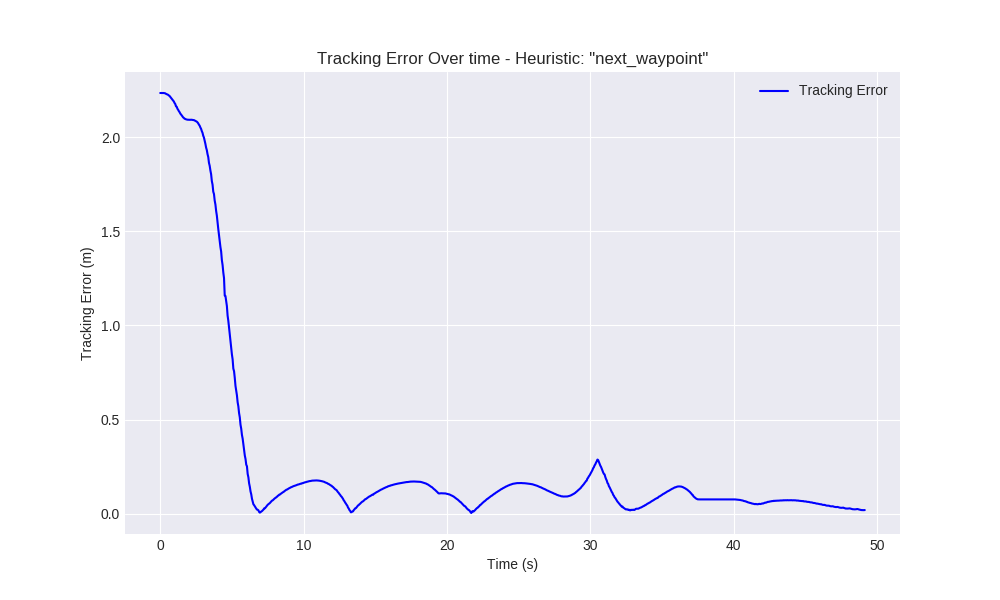 Tracking Error Over time - Heuristic: "next_waypoint"
Tracking Error
Tracking Error (m)
2.0
1.5
1.0
0.5
0.0
0 10 20 30 40 50
Time (s)